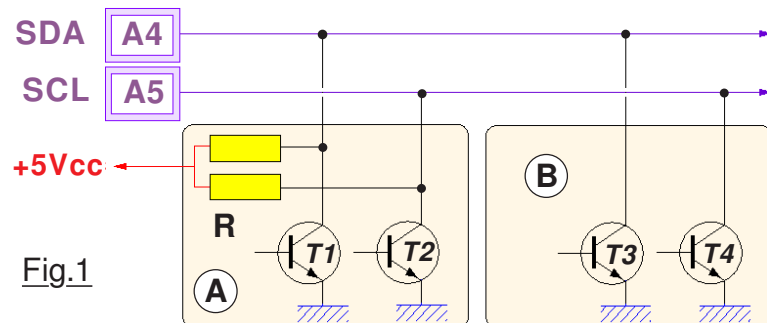 SDA A4
SCL A5
+5Vcc
R
T1 T2
A
B
T3 T4
Fig.1